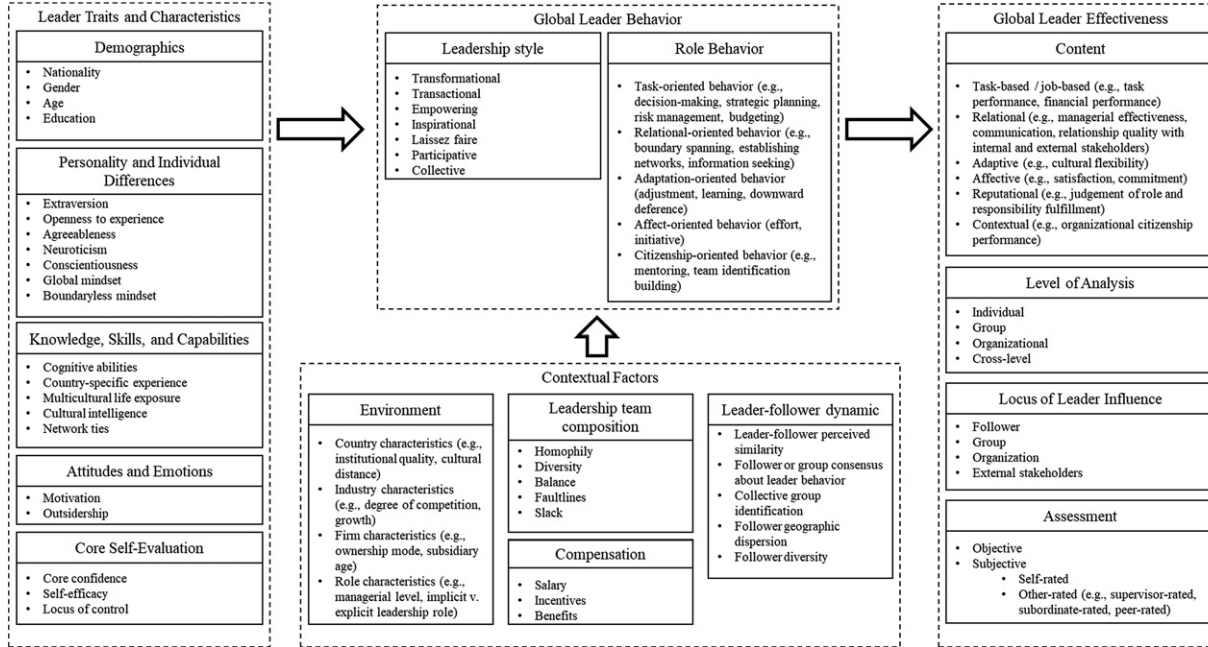 Leader Traits and Characteristics
Demographics
• Nationality
• Gender
• Age
• Education
Personality and Individual
Differences
• Extraversion
• Openness to experience
• Agreeableness
• Neuroticism
• Conscientiousness
• Global mindset
• Boundaryless mindset
Knowledge, Skills, and Capabilities
• Cognitive abilities
• Country-specific experience
• Multicultural life exposure
• Cultural intelligence
• Network ties
Attitudes and Emotions
• Motivation
• Outsidership
Core Self-Evaluation
• Core confidence
• Self-efficacy
• Locus of control
Global Leader Behavior
Leadership style
• Transformational
• Transactional
• Empowering
• Inspirational
• Laissez faire
• Participative
• Collective
Role Behavior
• Task-oriented behavior (e.g.,
decision-making, strategic planning,
risk management, budgeting)
• Relational-oriented behavior (e.g.,
boundary spanning, establishing
networks, information seeking)
• Adaptation-oriented behavior
(adjustment, learning, downward
deference)
• Affect-oriented behavior (effort,
initiative)
• Citizenship-oriented behavior (e.g.,
mentoring, team identification
building)
Contextual Factors
Environment
• Country characteristics (e.g.,
institutional quality, cultural
distance)
• Industry characteristics
(e.g., degree of competition,
growth)
• Firm characteristics (e.g.,
ownership mode, subsidiary
age)
• Role characteristics (e.g.,
managerial level, implicit v.
explicit leadership role)
Leadership team
composition
• Homophily
• Diversity
• Balance
• Faultlines
• Slack
Compensation
• Salary
• Incentives
• Benefits
Leader-follower dynamic
• Leader-follower perceived
similarity
• Follower or group consensus
about leader behavior
• Collective group
identification
• Follower geographic
dispersion
• Follower diversity
Global Leader Effectiveness
Content
• Task-based / job-based (e.g., task
performance, financial performance)
• Relational (e.g., managerial effectiveness,
communication, relationship quality with
internal and external stakeholders)
• Adaptive (e.g., cultural flexibility)
• Affective (e.g., satisfaction, commitment)
• Reputational (e.g., judgement of role and
responsibility fulfillment)
• Contextual (e.g., organizational citizenship
performance)
Level of Analysis
• Individual
• Group
• Organizational
• Cross-level
Locus of Leader Influence
• Follower
• Group
• Organization
• External stakeholders
Assessment
• Objective
• Subjective
• Self-rated
• Other-rated (e.g., supervisor-rated,
subordinate-rated, peer-rated)